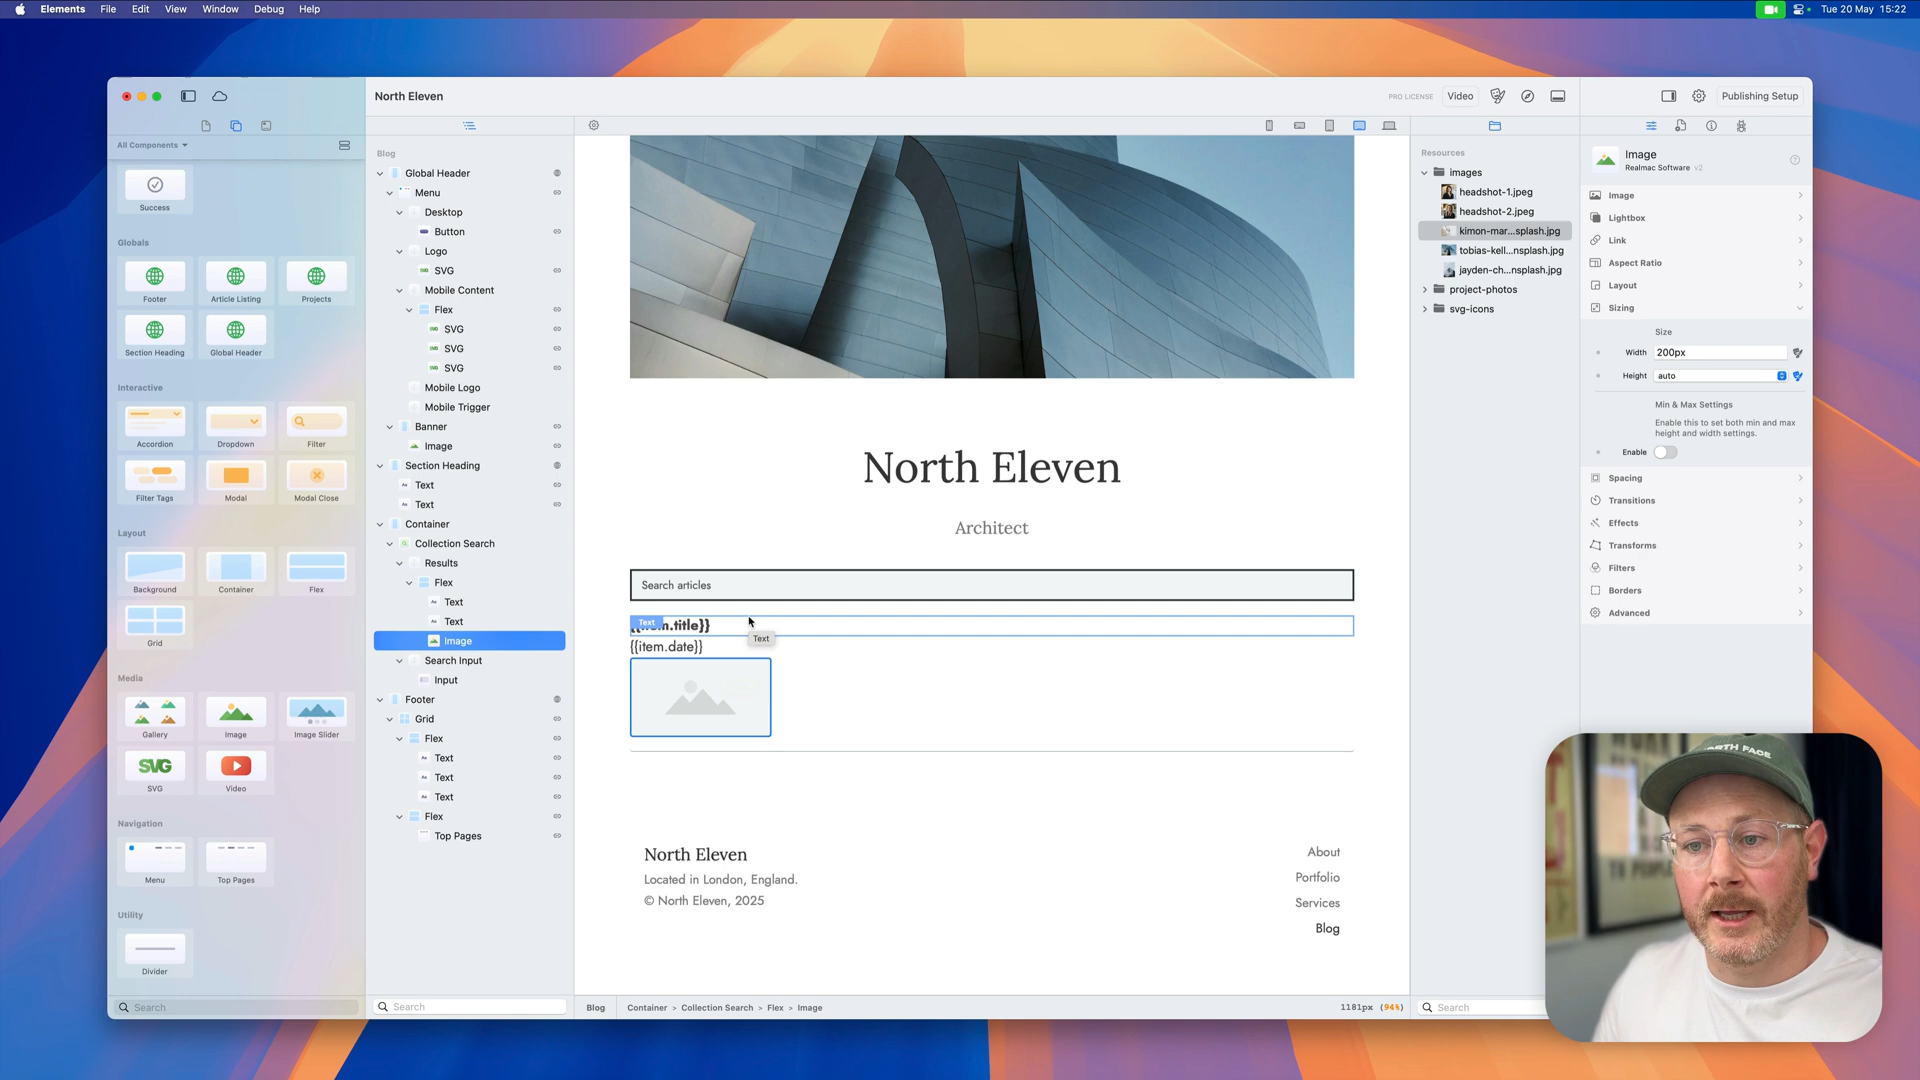 Elements File Edit View Window Debug Help
Tue 20 May 15:22
North Eleven
PRO LICENSE
Video
Publishing Setup
All Components
Success
Globals
Footer
Article Listing
Projects
Section Heading
Global Header
Interactive
Accordion
Dropdown
Filter
Filter Tags
Modal
Modal Close
Layout
Background
Container
Flex
Grid
Media
Gallery
Image
Image Slider
SVG
SVG
Video
Navigation
Menu
Top Pages
Utility
Divider
Search
Blog
Global Header
Menu
Desktop
Button
Logo
SVG
Mobile Content
Flex
SVG
SVG
SVG
Mobile Logo
Mobile Trigger
Banner
Image
Section Heading
Text
Text
Container
Collection Search
Results
Flex
Text
Text
Image
Search Input
Input
Footer
Grid
Flex
Text
Text
Text
Flex
Top Pages
Search
North Eleven
Architect
Search articles
Text
m.title}}
Text
{{item.date}}
North Eleven
Located in London, England.
© North Eleven, 2025
About
Portfolio
Services
Blog
Blog
Container > Collection Search > Flex > Image
1181px (94%)
Resources
images
headshot-1.jpeg
headshot-2.jpeg
kimon-mar...splash.jpg
tobias-kell...nsplash.jpg
jayden-ch...nsplash.jpg
project-photos
svg-icons
Search
Image
Realmac Software v2
Image
Lightbox
Link
Aspect Ratio
Layout
Sizing
Size
Width 200px
Height auto
Min & Max Settings
Enable this to set both min and max
height and width settings.
Enable
Spacing
Transitions
Effects
Transforms
Filters
Borders
Advanced
NORTH FACE